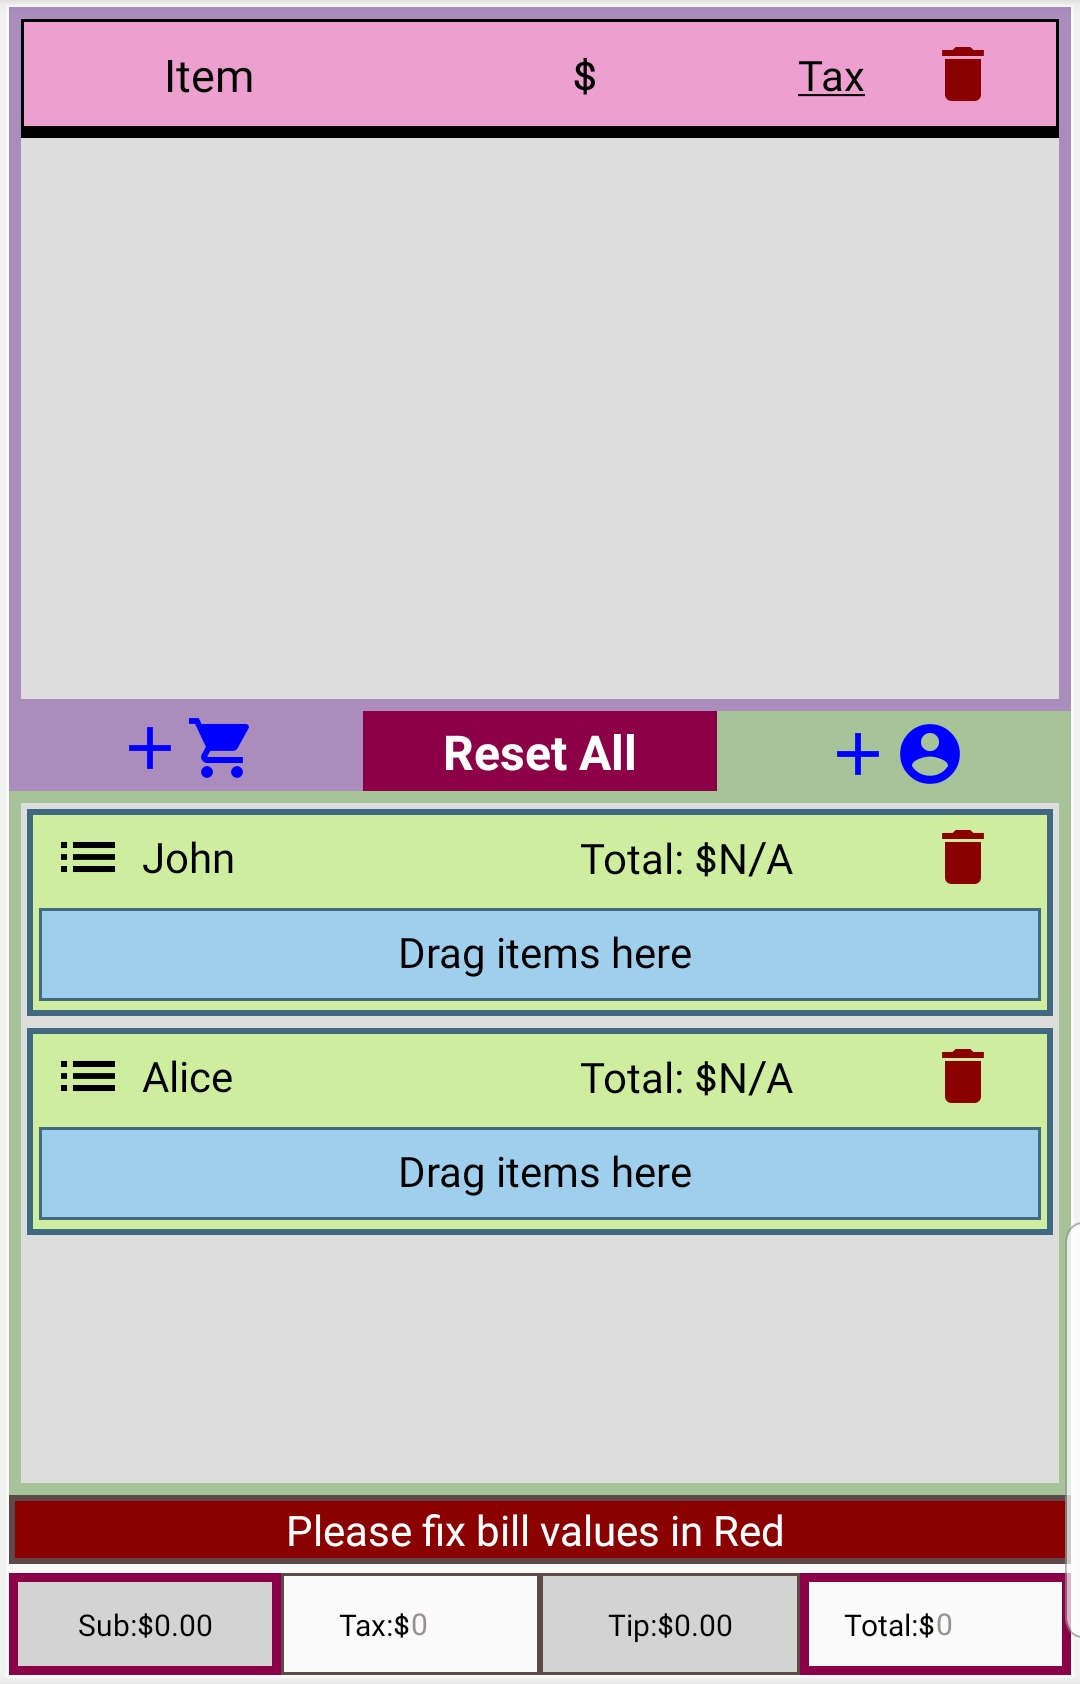 Item $ Tax
Reset All
John Total: $N/A
Drag items here
Alice Total: $N/A
Drag items here
Please fix bill values in Red
Sub:$0.00 Tax:$0 Tip:$0.00 Total:$0